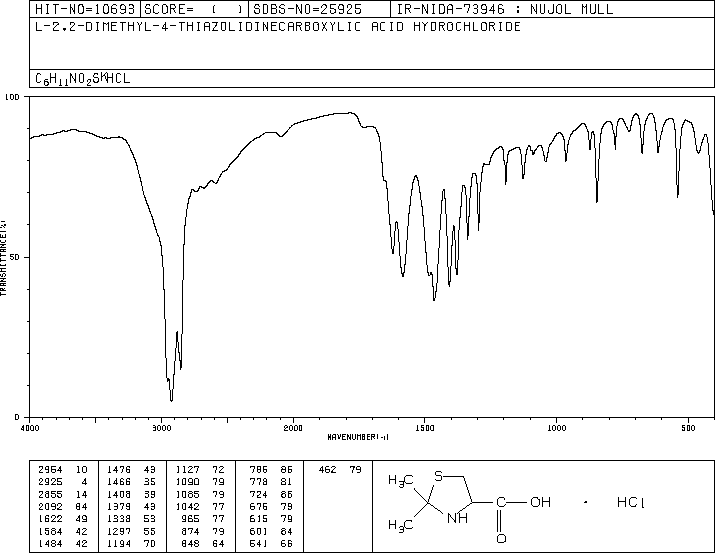 HIT-NO=10693 SCORE= ( ) SDBS-NO=25925 IR-NIDA-73946 : NUJOL MULL
L-2,2-DIMETHYL-4-THIAZOLIDINECARBOXYLIC ACID HYDROCHLORIDE
C6H11NO2S·HCL
100
50
0
TRANSMITTANCE(%)
4000 3000 2000 1500 1000 500
WAVENUMBER(-1)
2954 10 1476 49 1127 72 786 86 462 79
2925 4 1466 35 1090 79 778 81
2855 14 1408 39 1085 79 724 86
2092 84 1379 43 1042 77 676 79
1622 49 1338 53 965 77 615 79
1584 42 1297 55 874 79 601 84
1484 42 1194 70 848 64 541 66
H3C S
H3C NH C OH · HCl
O